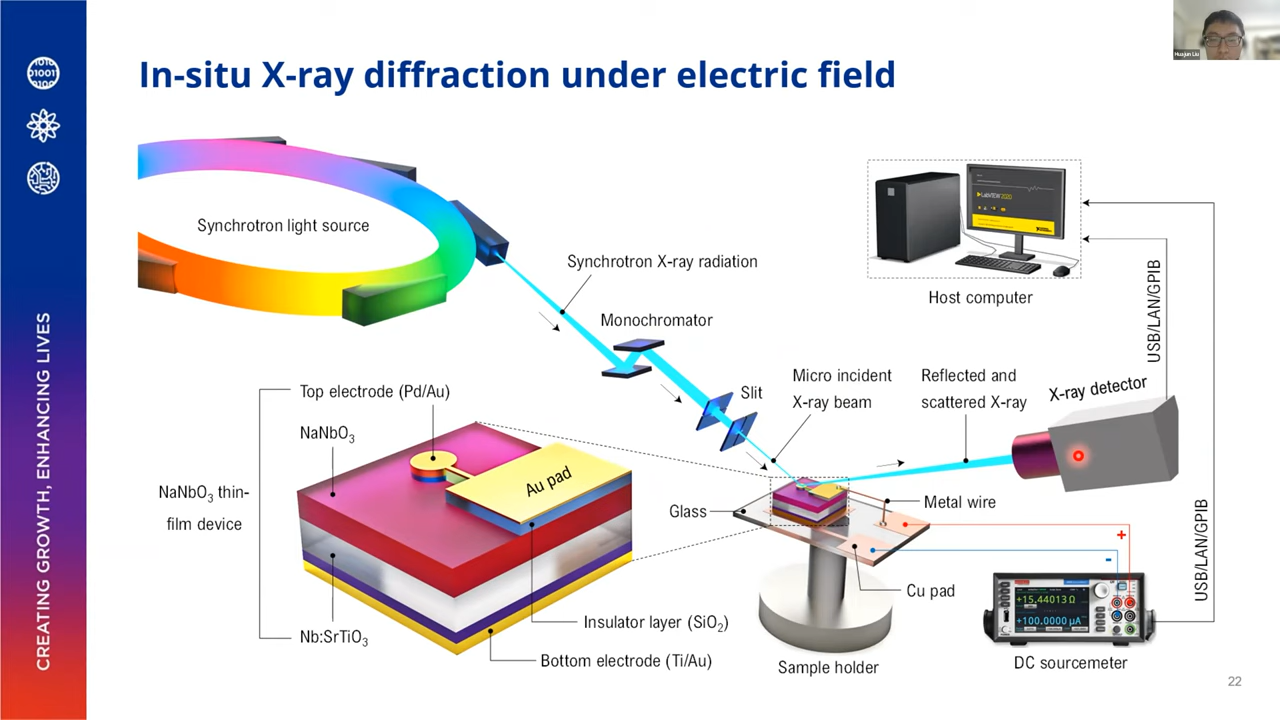 In-situ X-ray diffraction under electric field
Huajun Liu
01001
CREATING GROWTH, ENHANCING LIVES
Synchrotron light source
Synchrotron X-ray radiation
Monochromator
Slit
Micro incident
X-ray beam
Reflected and
scattered X-ray
X-ray detector
LabVIEW 2020
Host computer
USB/LAN/GPIB
USB/LAN/GPIB
Top electrode (Pd/Au)
NaNbO₃
Au pad
NaNbO₃ thin-
film device
Nb:SrTiO₃
Insulator layer (SiO₂)
Bottom electrode (Ti/Au)
Glass
Metal wire
+
-
Cu pad
Sample holder
+15.44013 Ω
+100.0000 µA
DC sourcemeter
22